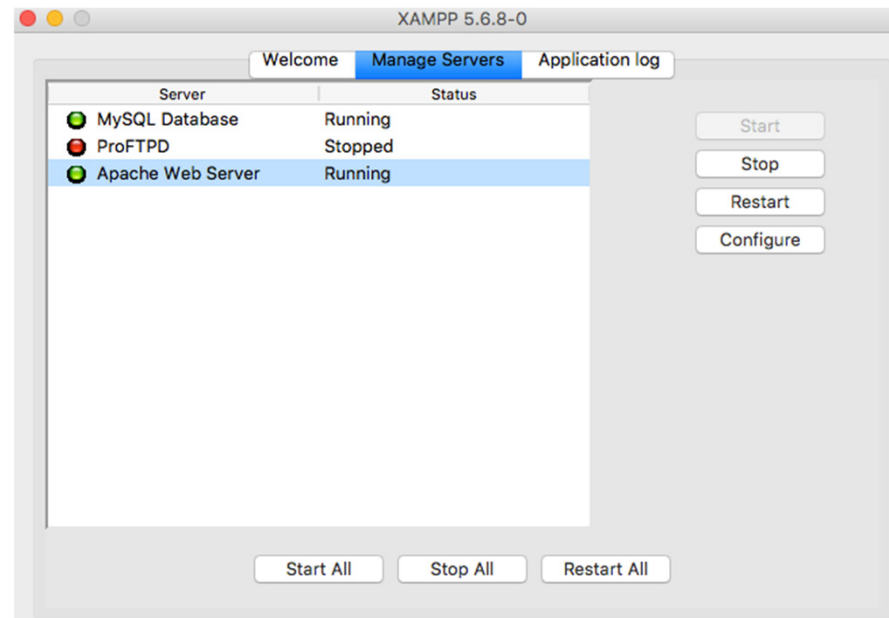 XAMPP 5.6.8-0
Welcome Manage Servers Application log
Server Status
MySQL Database Running
ProFTPD Stopped
Apache Web Server Running
Start
Stop
Restart
Configure
Start All Stop All Restart All